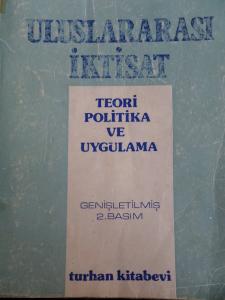 ULUSLARARASI
İKTİSAT
TEORİ
POLİTİKA
VE
UYGULAMA
GENİŞLETİLMİŞ
2. BASIM
turhan kitabevi